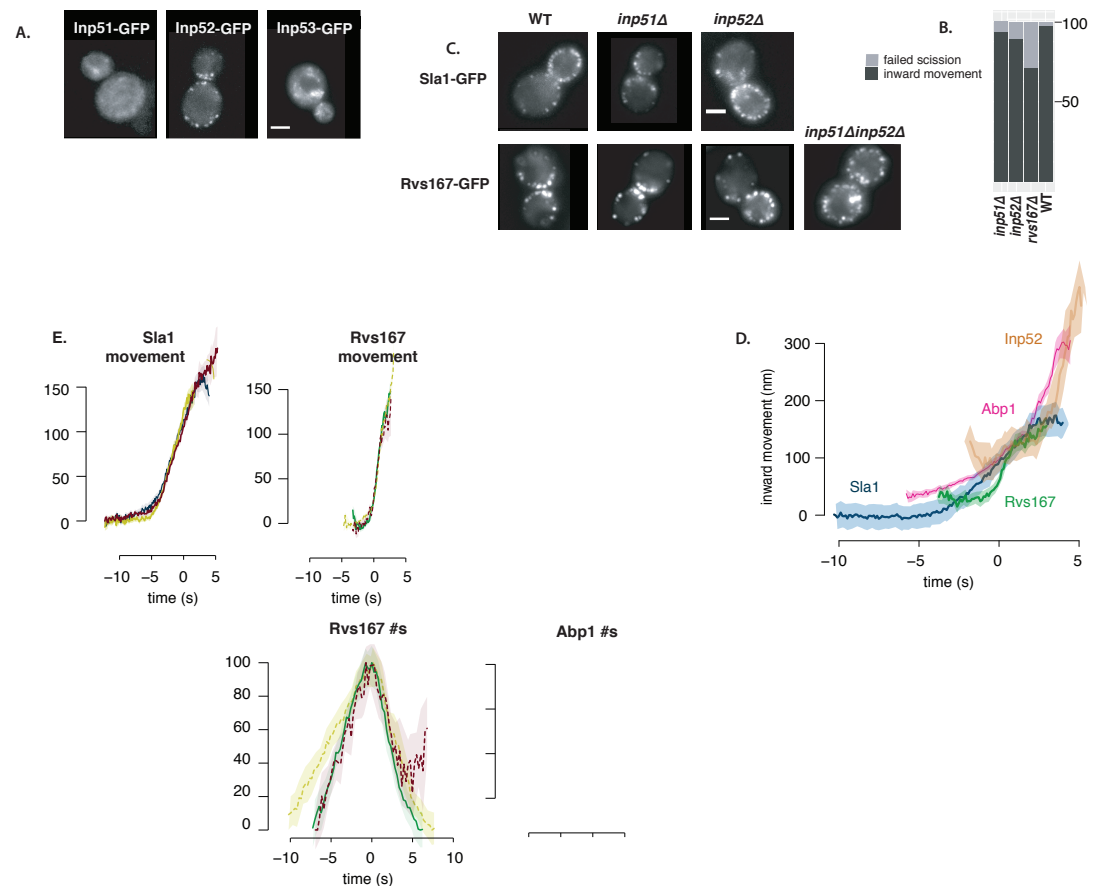 A.
Inp51-GFP Inp52-GFP Inp53-GFP
C.
WT inp51Δ inp52Δ
Sla1-GFP
inp51Δinp52Δ
Rvs167-GFP
B.
failed scission
inward movement
100
50
inp51Δ
inp52Δ
rvs167Δ
WT
E.
Sla1
movement
150
100
50
0
−10 −5 0 5
time (s)
Rvs167
movement
150
100
50
0
−10 −5 0 5
time (s)
D.
inward movement (nm)
300
200
100
0
Inp52
Abp1
Sla1
Rvs167
−10 −5 0 5
time (s)
Rvs167 #s
100
80
60
40
20
0
−10 −5 0 5 10
time (s)
Abp1 #s